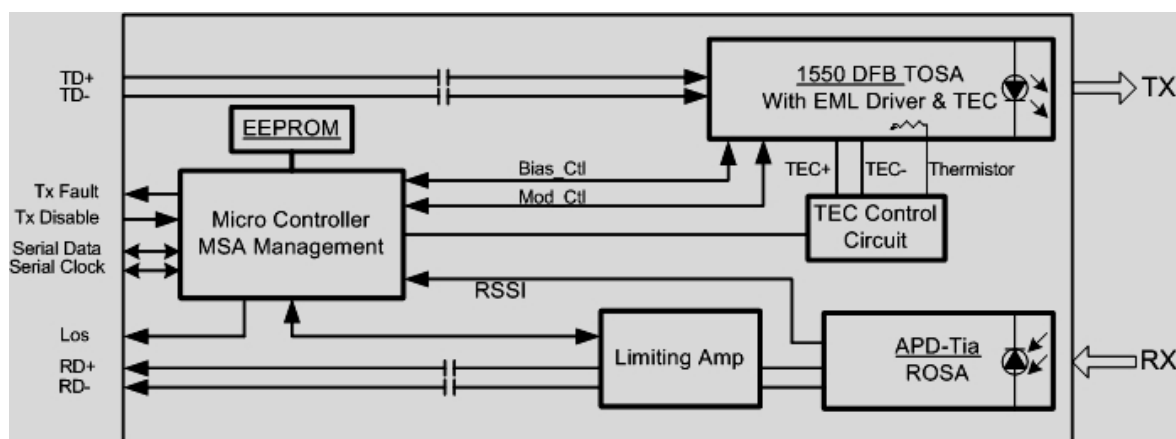 TD+
TD-
EEPROM
1550 DFB TOSA
With EML Driver & TEC
TX
Bias_Ctl
Mod_Ctl
TEC+
TEC-
Thermistor
Tx Fault
Tx Disable
Serial Data
Serial Clock
Micro Controller
MSA Management
TEC Control
Circuit
RSSI
Los
RD+
RD-
Limiting Amp
APD-Tia
ROSA
RX